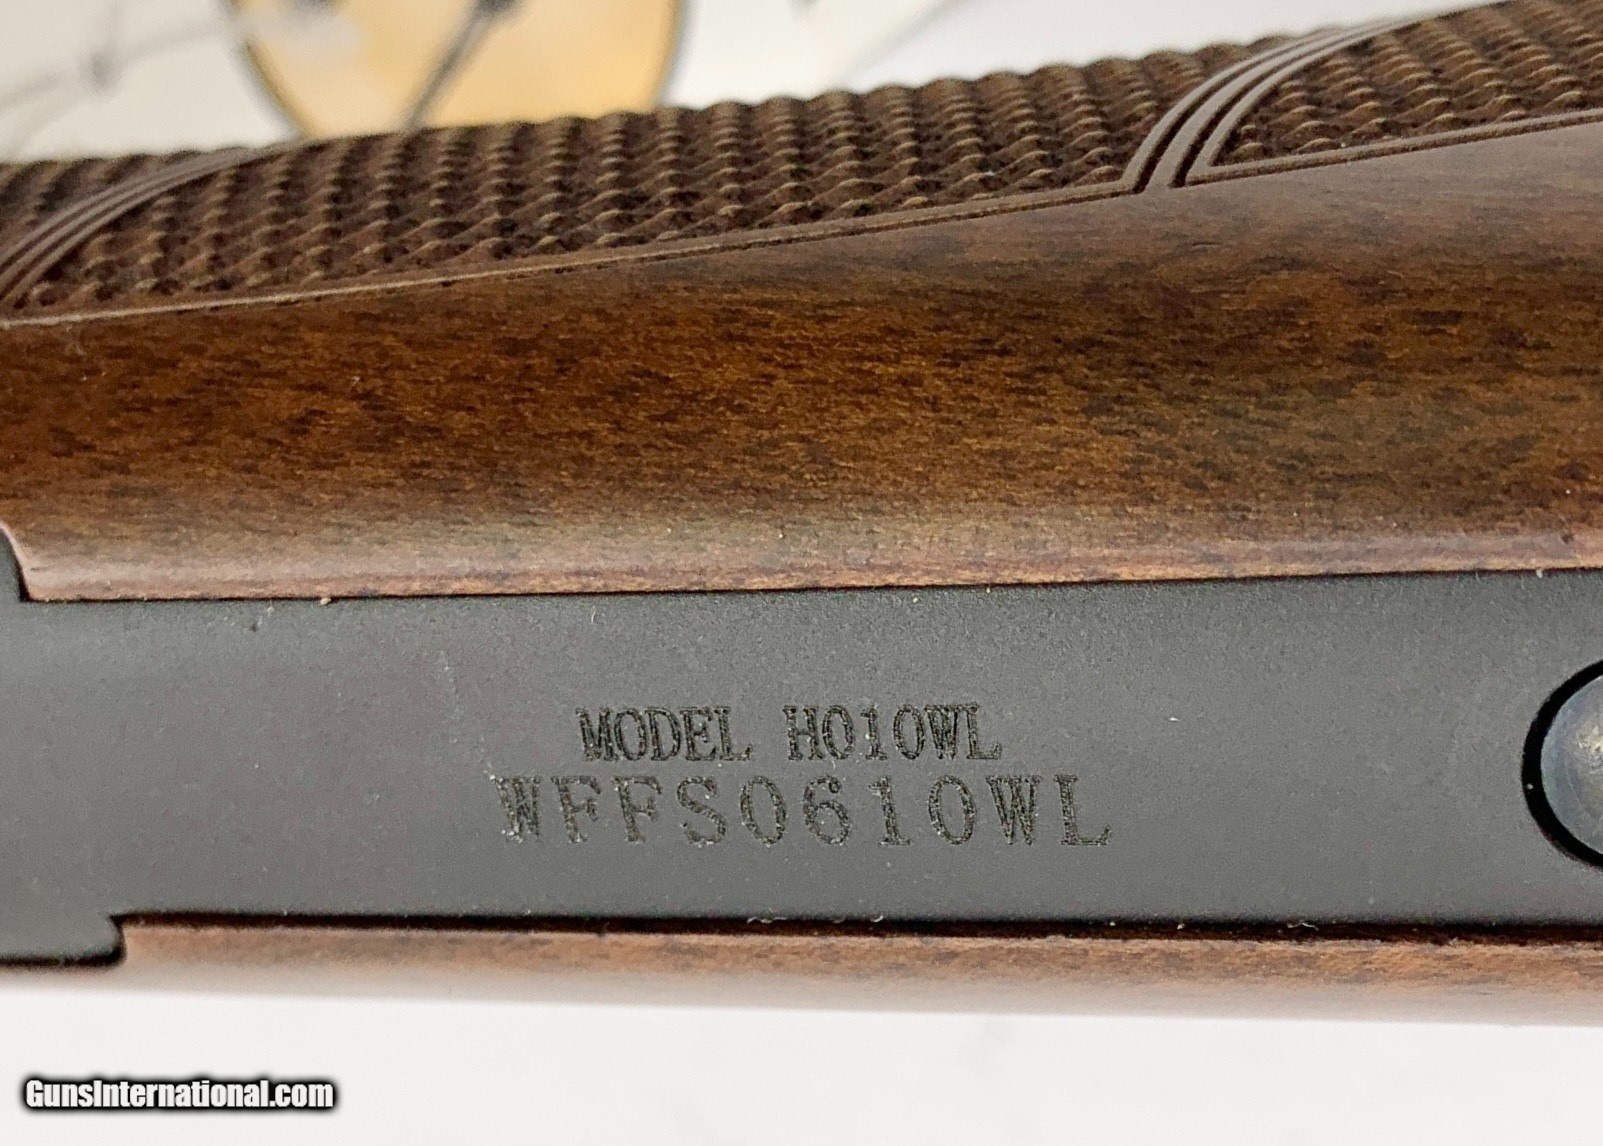 MODEL H010WL
WFFS0610WL
GunsInternational.com